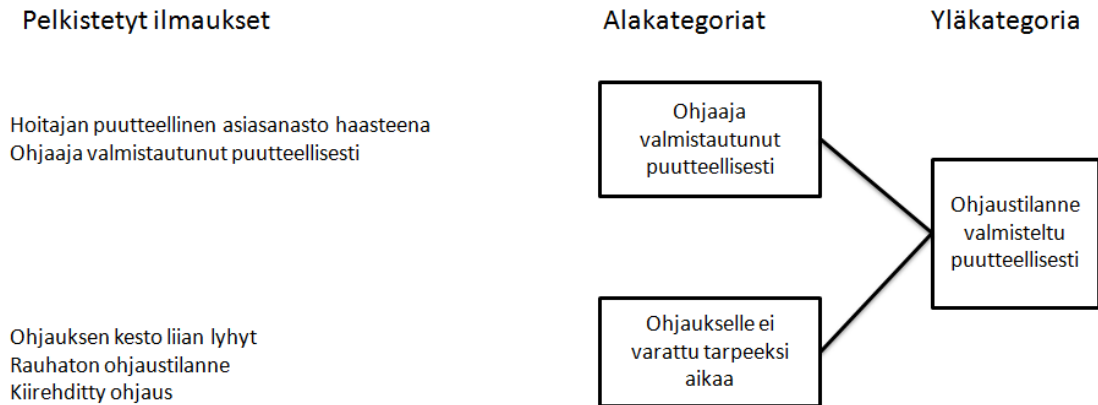 Pelkistetyt ilmaukset
Alakategoriat
Yläkategoria
Hoitajan puutteellinen asiasanasto haasteena
Ohjaaja valmistautunut puutteellisesti
Ohjaaja
valmistautunut
puutteellisesti
Ohjaustilanne
valmisteltu
puutteellisesti
Ohjauksen kesto liian lyhyt
Rauhaton ohjaustilanne
Kiirehditty ohjaus
Ohjaukselle ei
varattu tarpeeksi
aikaa